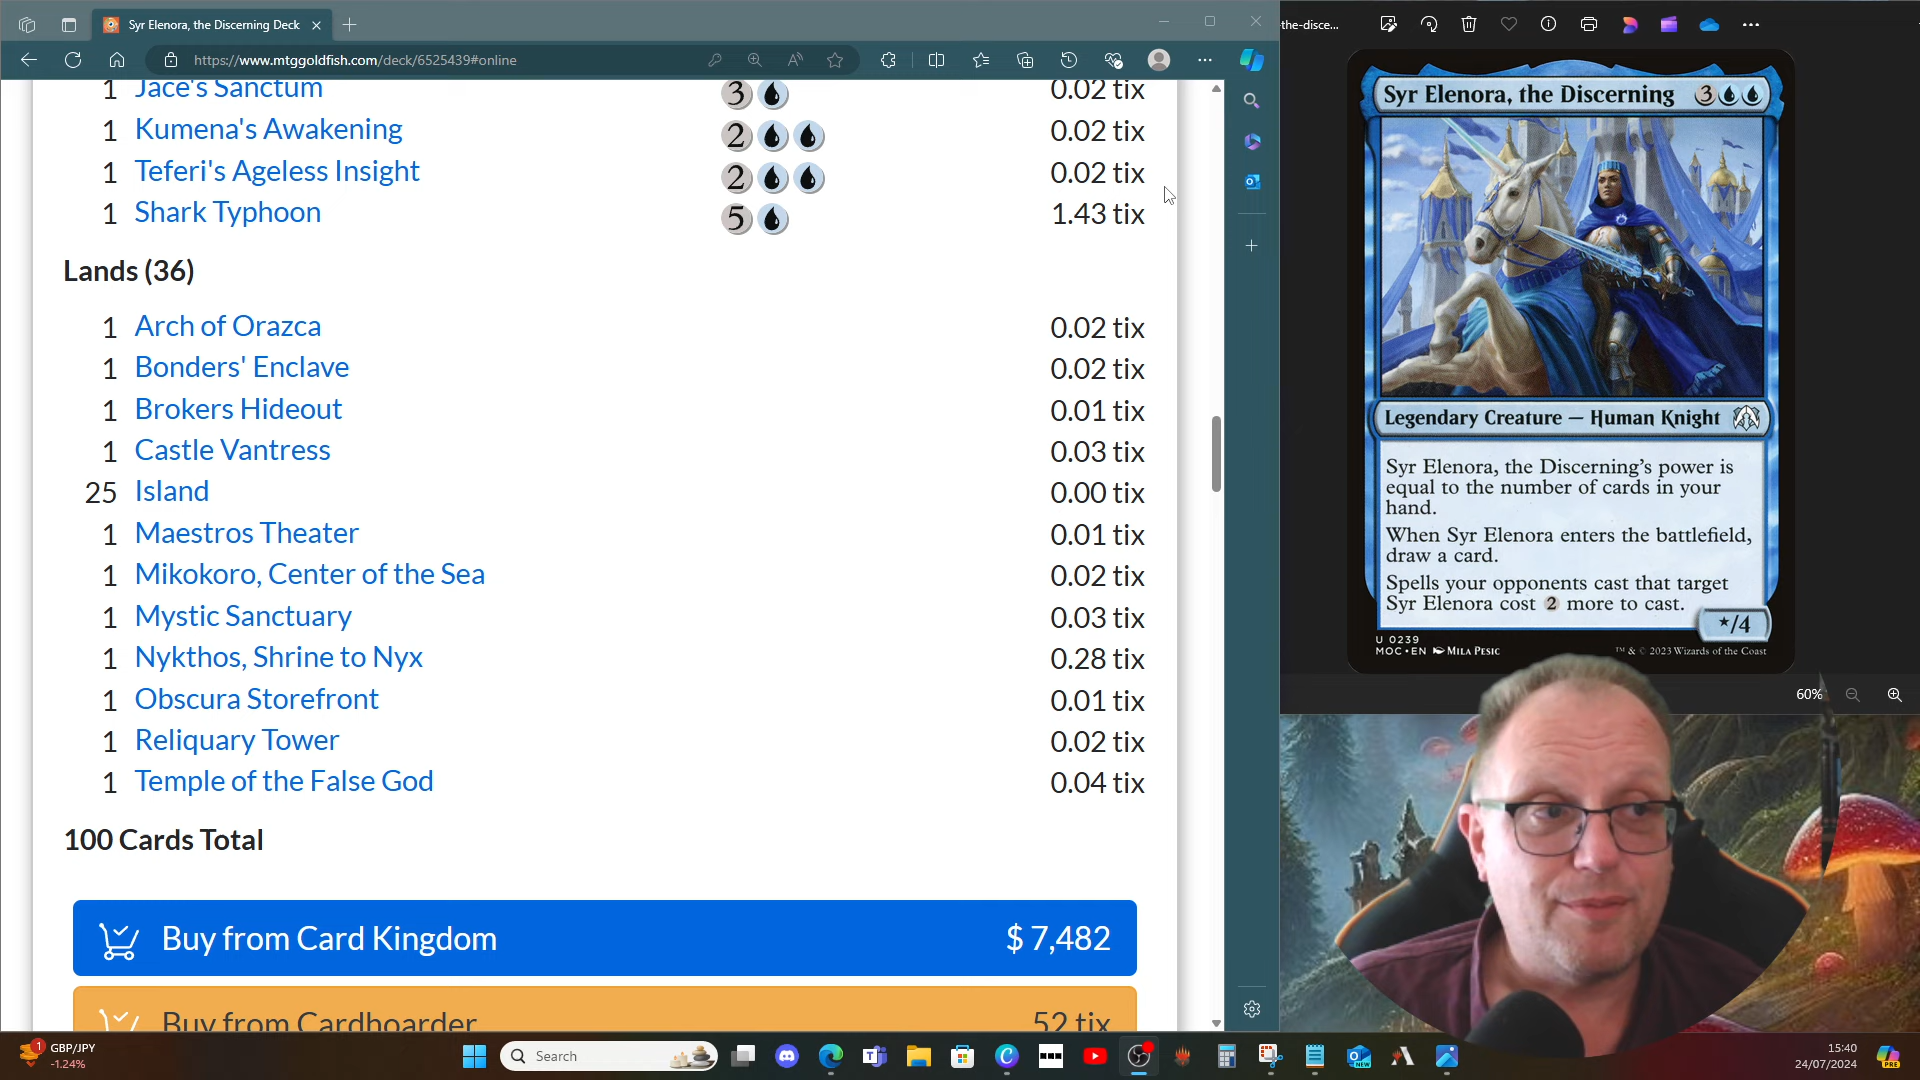 Syr Elenora, the Discerning Deck
https://www.mtggoldfish.com/deck/6525439#online
1 Jace's Sanctum 3 0.02 tix
1 Kumena's Awakening 2 0.02 tix
1 Teferi's Ageless Insight 2 0.02 tix
1 Shark Typhoon 5 1.43 tix
Lands (36)
1 Arch of Orazca 0.02 tix
1 Bonders' Enclave 0.02 tix
1 Brokers Hideout 0.01 tix
1 Castle Vantress 0.03 tix
25 Island 0.00 tix
1 Maestros Theater 0.01 tix
1 Mikokoro, Center of the Sea 0.02 tix
1 Mystic Sanctuary 0.03 tix
1 Nykthos, Shrine to Nyx 0.28 tix
1 Obscura Storefront 0.01 tix
1 Reliquary Tower 0.02 tix
1 Temple of the False God 0.04 tix
100 Cards Total
Buy from Card Kingdom $ 7,482
Buy from Cardhoarder 52 tix
the-disce...
Syr Elenora, the Discerning 3
Legendary Creature — Human Knight
Syr Elenora, the Discerning's power is
equal to the number of cards in your
hand.
When Syr Elenora enters the battlefield,
draw a card.
Spells your opponents cast that target
Syr Elenora cost 2 more to cast.
*/4
U 0239
MOC • EN Mila Pesic
™ & © 2023 Wizards of the Coast
60%
1
GBP/JPY
-1.24%
Search
NEW
15:40
24/07/2024
PRE